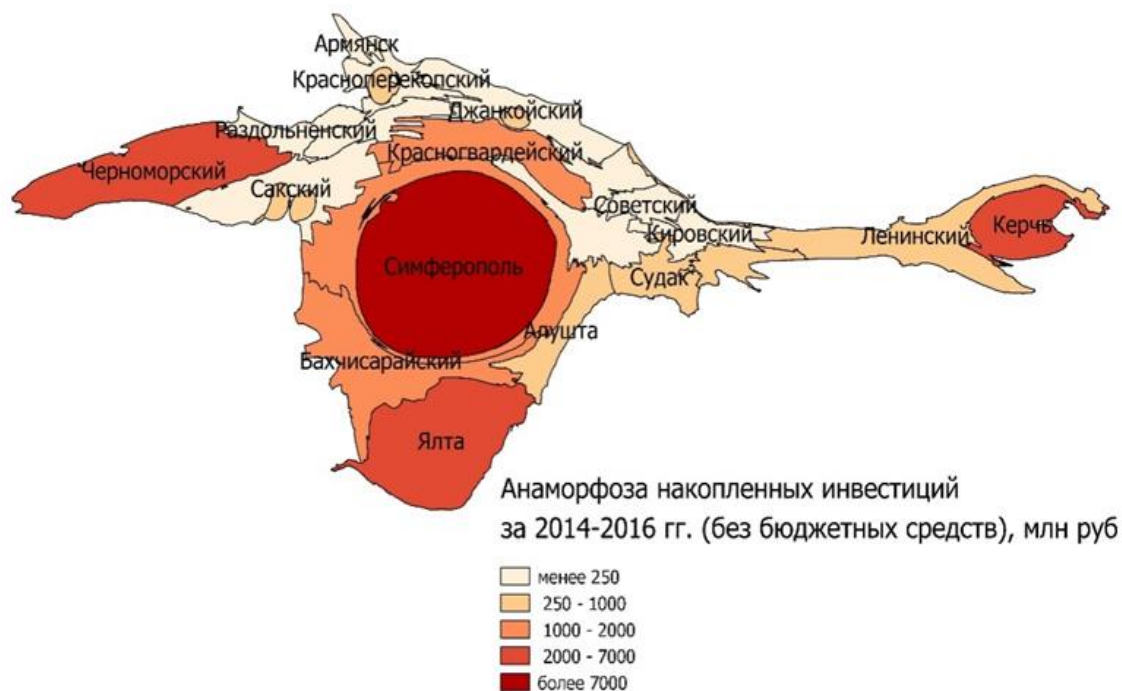 Армянск
Красноперекопский
Джанкойский
Раздольненский
Красногвардейский
Черноморский
Сакский
Советский
Кировский
Ленинский
Керчь
Симферополь
Судак
Алушта
Бахчисарайский
Ялта
Анаморфоза накопленных инвестиций
за 2014-2016 гг. (без бюджетных средств), млн руб
менее 250
250 - 1000
1000 - 2000
2000 - 7000
более 7000